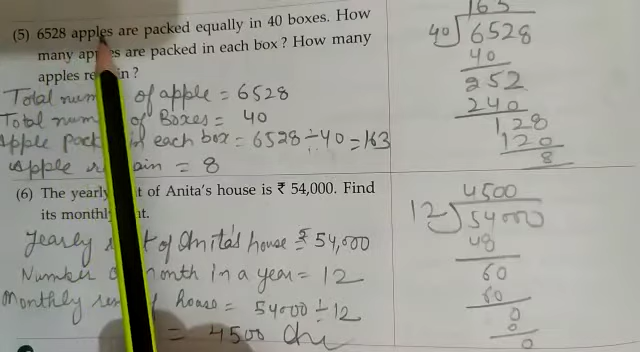 (5) 6528 apples are packed equally in 40 boxes. How
many apples are packed in each box? How many
apples re in?
Total num of apple = 6528
Total num of Boxes = 40
Apple pack in each box = 6528 ÷ 40 = 163
Apple r ain = 8
163
40) 6528
40
252
240
128
120
8
(6) The yearly t of Anita's house is ₹ 54,000. Find
its monthl t.
Yearly r t of Anita's house = ₹ 54,000
Number o month in a year = 12
Monthly ren house = 54000 ÷ 12
= 4500
4500
12) 54000
48
60
60
0
0
0